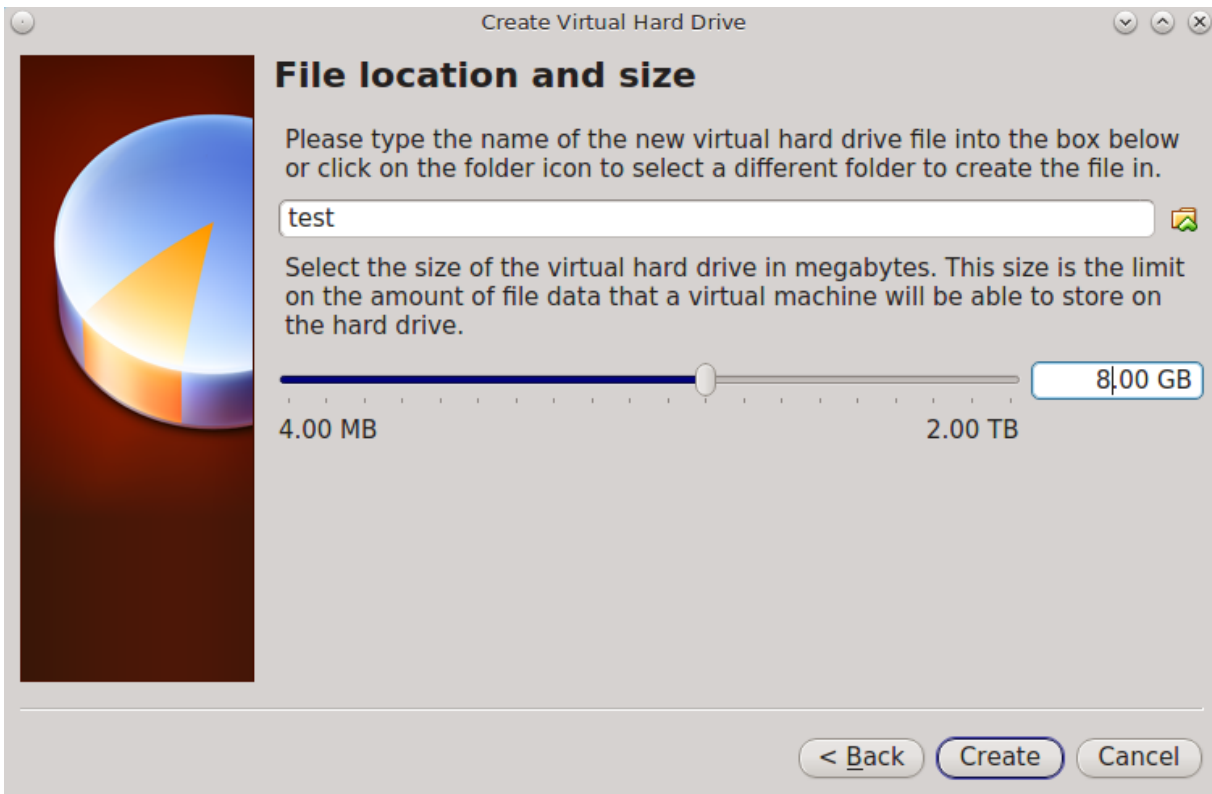 Create Virtual Hard Drive
File location and size
Please type the name of the new virtual hard drive file into the box below
or click on the folder icon to select a different folder to create the file in.
test
Select the size of the virtual hard drive in megabytes. This size is the limit
on the amount of file data that a virtual machine will be able to store on
the hard drive.
8.00 GB
4.00 MB 2.00 TB
< Back Create Cancel